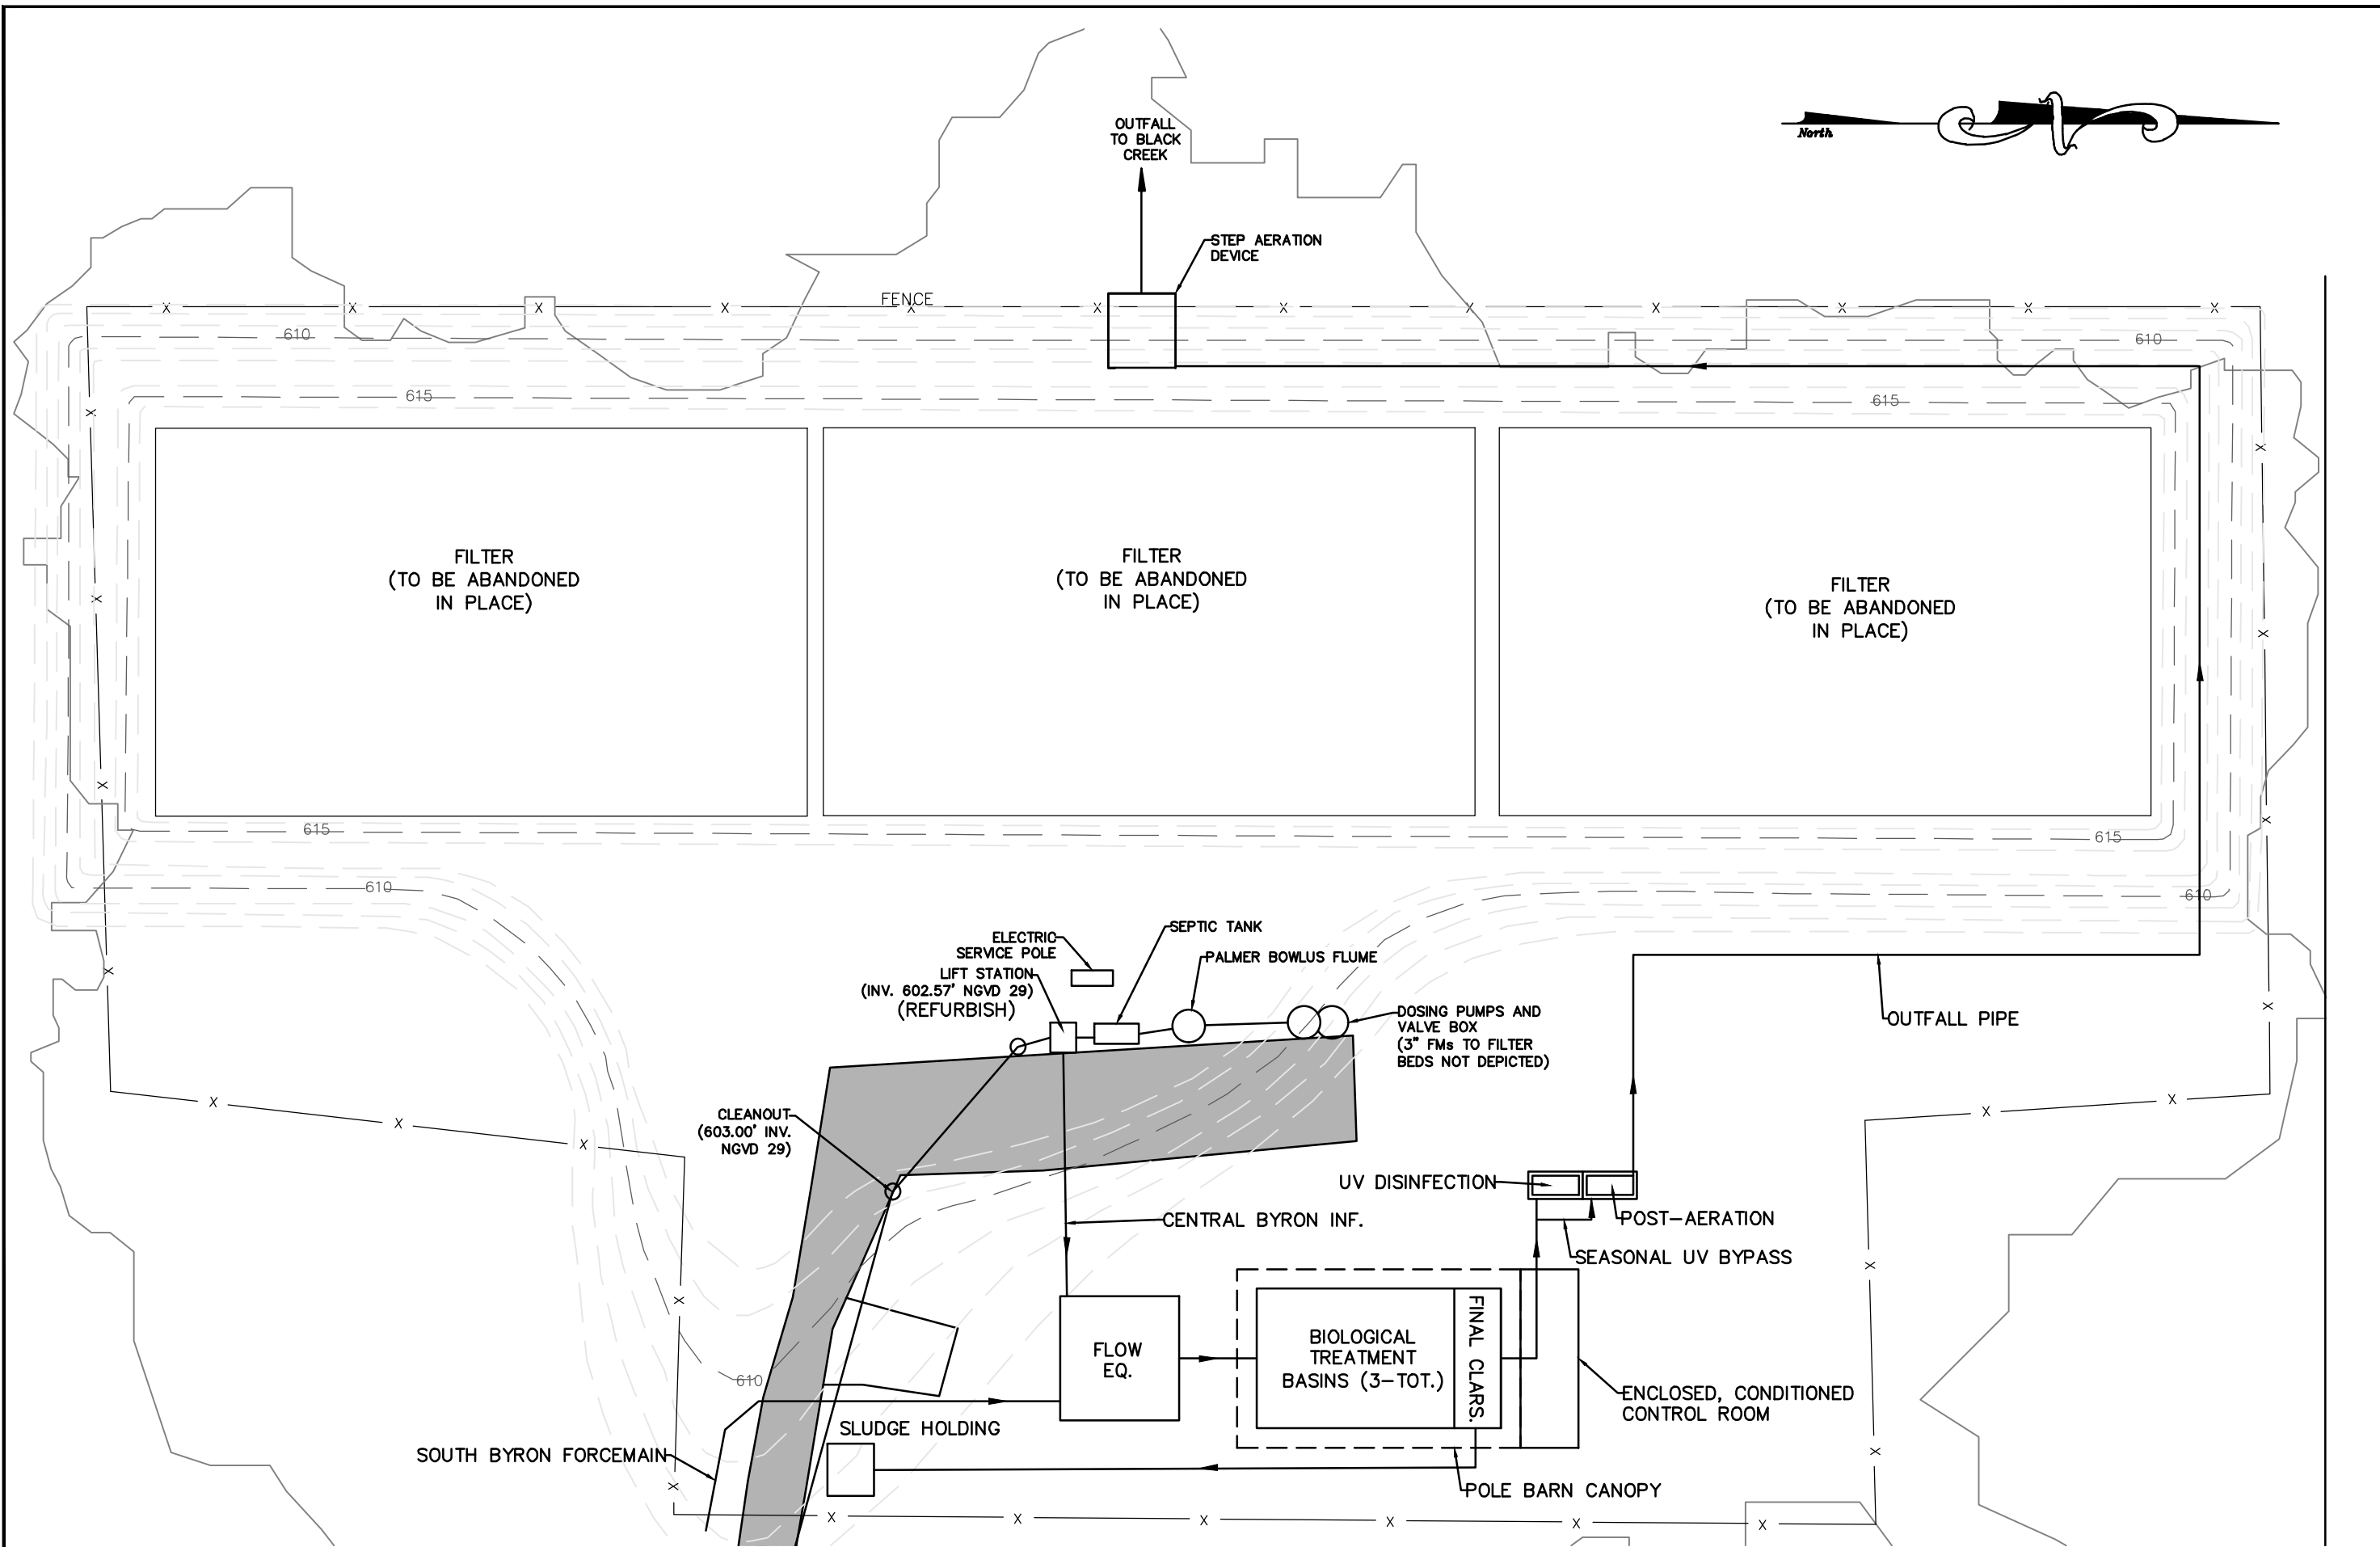 OUTFALL
TO BLACK
CREEK
North
STEP AERATION
DEVICE
FENCE
X X X X X X X X X X X X
610
610
615
615
FILTER
(TO BE ABANDONED
IN PLACE)
FILTER
(TO BE ABANDONED
IN PLACE)
FILTER
(TO BE ABANDONED
IN PLACE)
X
X
X
X
X
X
X
X
615
615
610
610
ELECTRIC
SERVICE POLE
SEPTIC TANK
PALMER BOWLUS FLUME
LIFT STATION
(INV. 602.57' NGVD 29)
(REFURBISH)
DOSING PUMPS AND
VALVE BOX
(3" FMs TO FILTER
BEDS NOT DEPICTED)
OUTFALL PIPE
X X X
X X
CLEANOUT
(603.00' INV.
NGVD 29)
UV DISINFECTION
POST-AERATION
CENTRAL BYRON INF.
SEASONAL UV BYPASS
X
X
FLOW
EQ.
BIOLOGICAL
TREATMENT
BASINS (3-TOT.)
FINAL CLARS.
610
ENCLOSED, CONDITIONED
CONTROL ROOM
SLUDGE HOLDING
SOUTH BYRON FORCEMAIN
X
X
POLE BARN CANOPY
X X X X X X